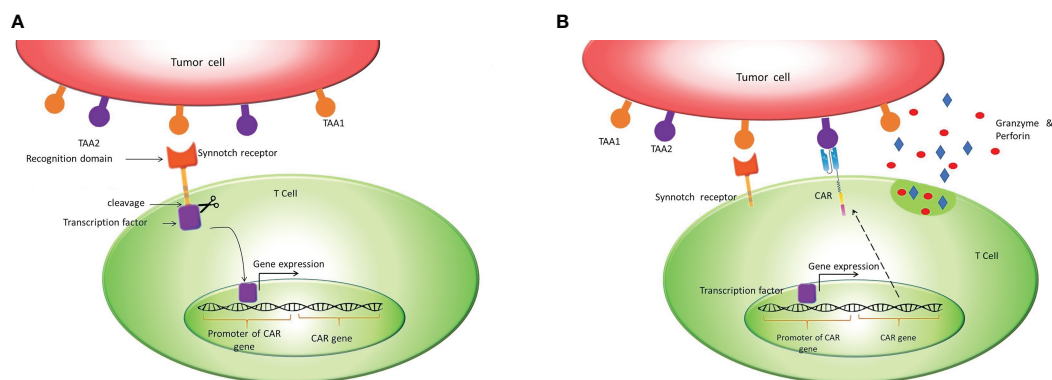 A
Tumor cell
TAA1
TAA2
Recognition domain
Synnotch receptor
T Cell
cleavage
Transcription factor
Gene expression
Promoter of CAR
gene
CAR gene
B
Tumor cell
Granzyme &
Perforin
TAA1
TAA2
Synnotch receptor
CAR
T Cell
Gene expression
Transcription factor
Promoter of CAR
gene
CAR gene